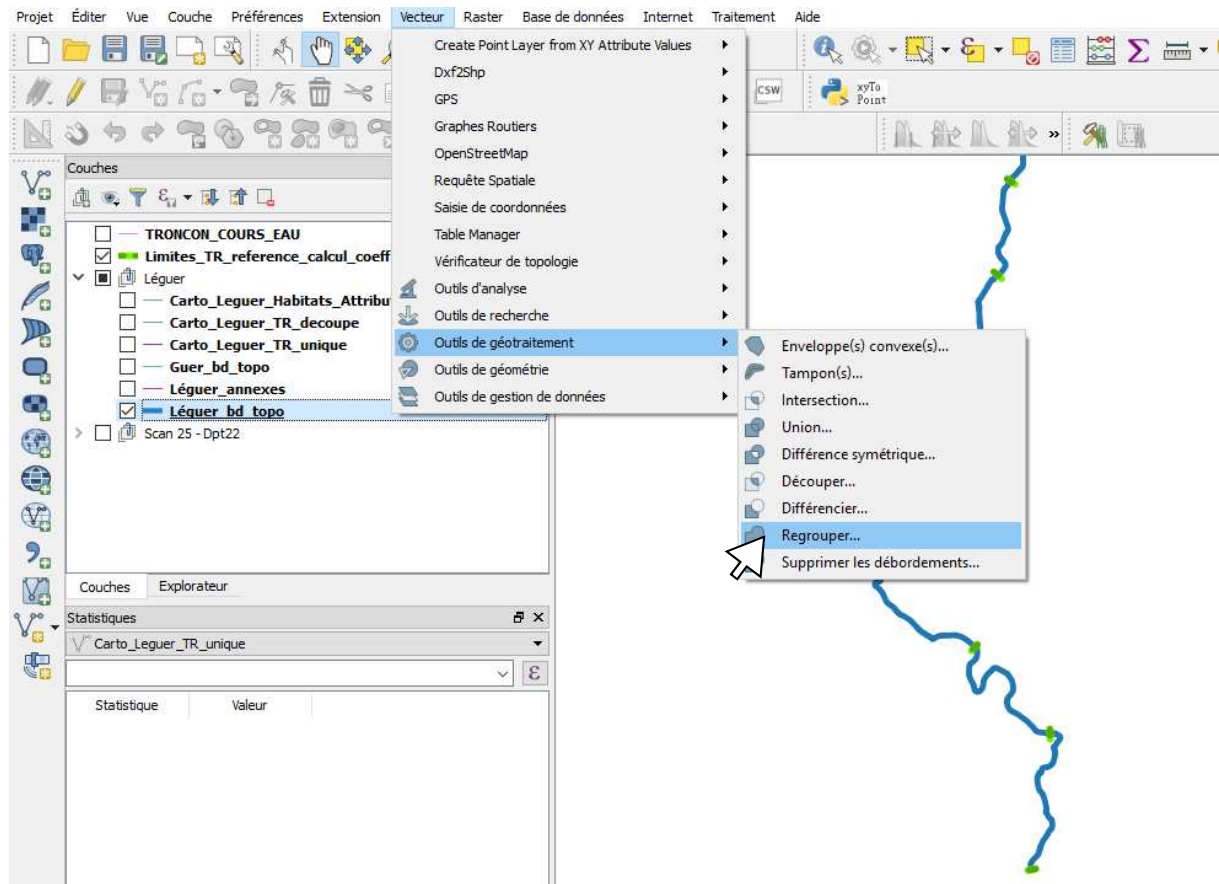 Projet Éditer Vue Couche Préférences Extension Vecteur Raster Base de données Internet Traitement Aide
Create Point Layer from XY Attribute Values
Dxf2Shp
GPS
Graphes Routiers
OpenStreetMap
Requête Spatiale
Saisie de coordonnées
Table Manager
Vérificateur de topologie
Outils d'analyse
Outils de recherche
Outils de géotraitement
Outils de géométrie
Outils de gestion de données
CSW
xyTo
Point
Enveloppe(s) convexe(s)...
Tampon(s)...
Intersection...
Union...
Différence symétrique...
Découper...
Différencier...
Regrouper...
Supprimer les débordements...
Couches
TRONCON_COURS_EAU
Limites_TR_reference_calcul_coeff
Léguer
Carto_Leguer_Habitats_Attribu
Carto_Leguer_TR_decoupe
Carto_Leguer_TR_unique
Guer_bd_topo
Léguer_annexes
Léguer_bd_topo
Scan 25 - Dpt22
Couches Explorateur
Statistiques
Carto_Leguer_TR_unique
ε
Statistique Valeur